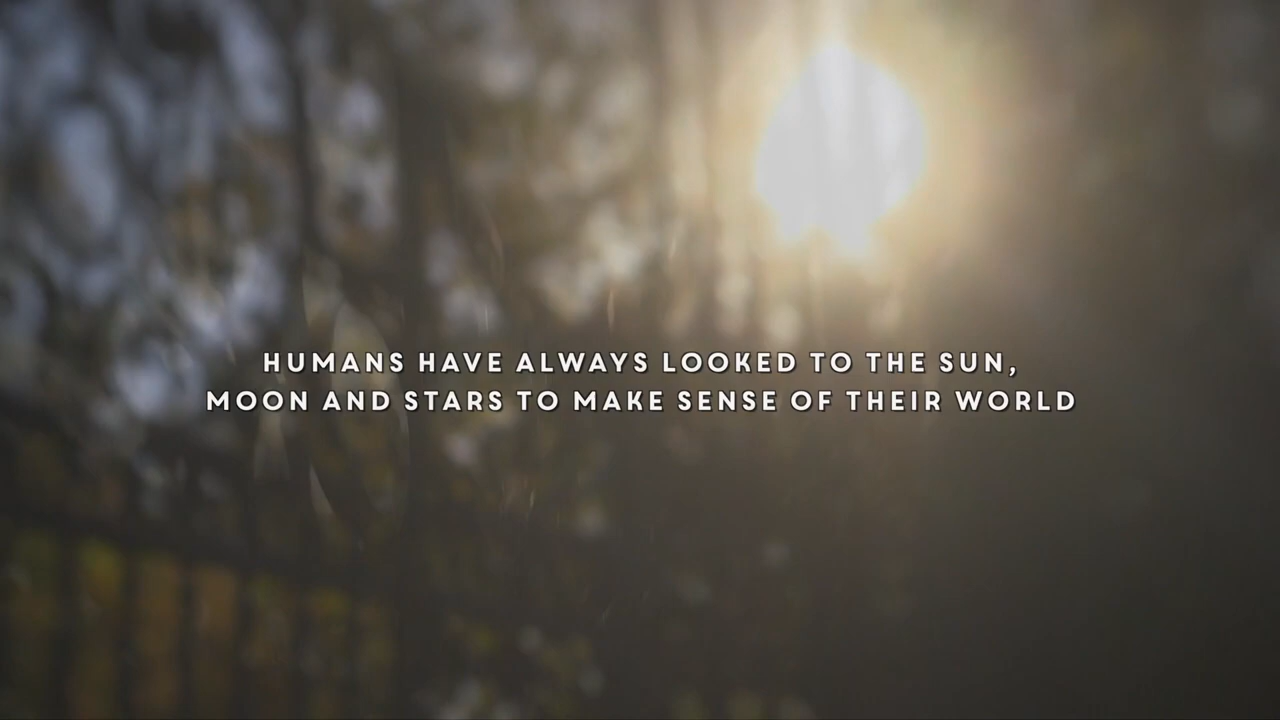 HUMANS HAVE ALWAYS LOOKED TO THE SUN,
MOON AND STARS TO MAKE SENSE OF THEIR WORLD